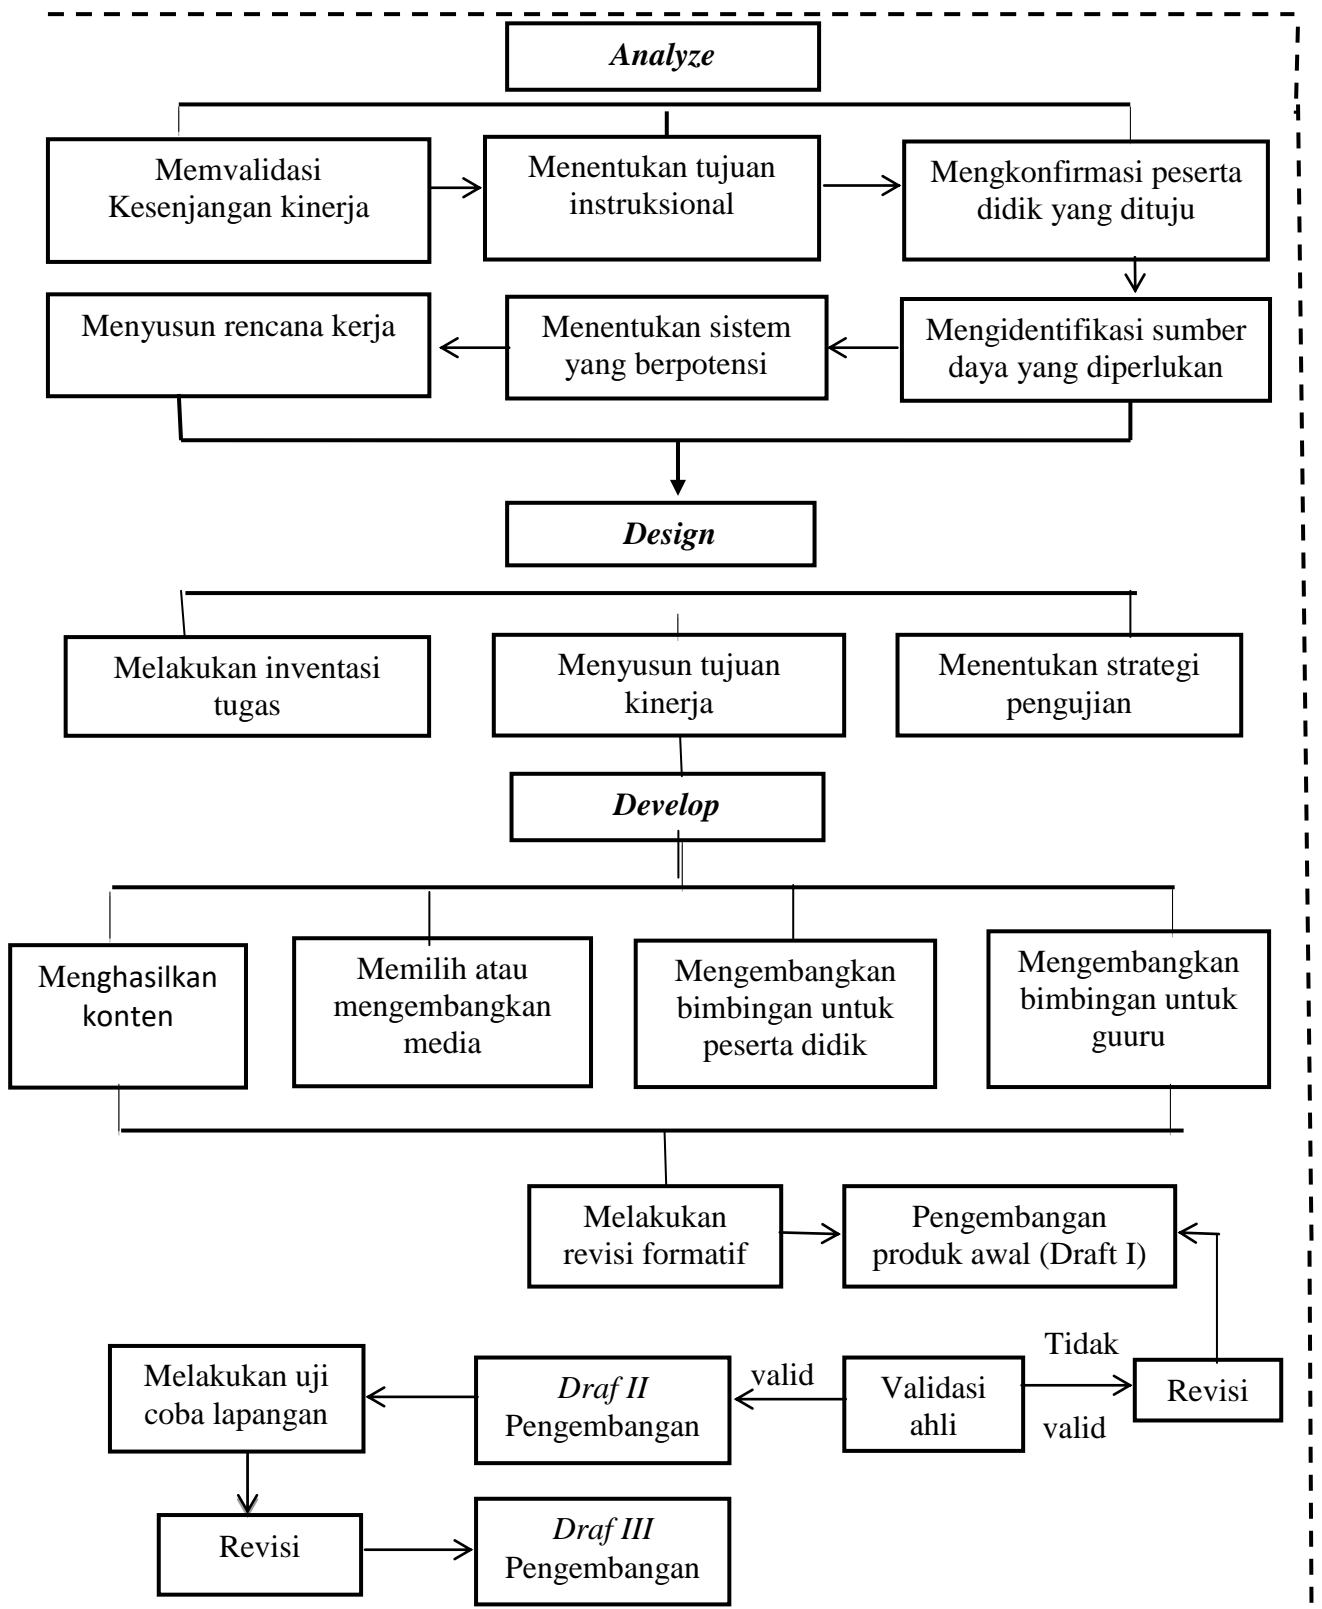 Analyze
Memvalidasi
Kesenjangan kinerja
Menentukan tujuan
instruksional
Mengkonfirmasi peserta
didik yang dituju
Menyusun rencana kerja
Menentukan sistem
yang berpotensi
Mengidentifikasi sumber
daya yang diperlukan
Design
Melakukan inventasi
tugas
Menyusun tujuan
kinerja
Menentukan strategi
pengujian
Develop
Menghasilkan
konten
Memilih atau
mengembangkan
media
Mengembangkan
bimbingan untuk
peserta didik
Mengembangkan
bimbingan untuk
guuru
Melakukan
revisi formatif
Pengembangan
produk awal (Draft I)
Melakukan uji
coba lapangan
Draf II
Pengembangan
valid
Validasi
ahli
Tidak
valid
Revisi
Revisi
Draf III
Pengembangan